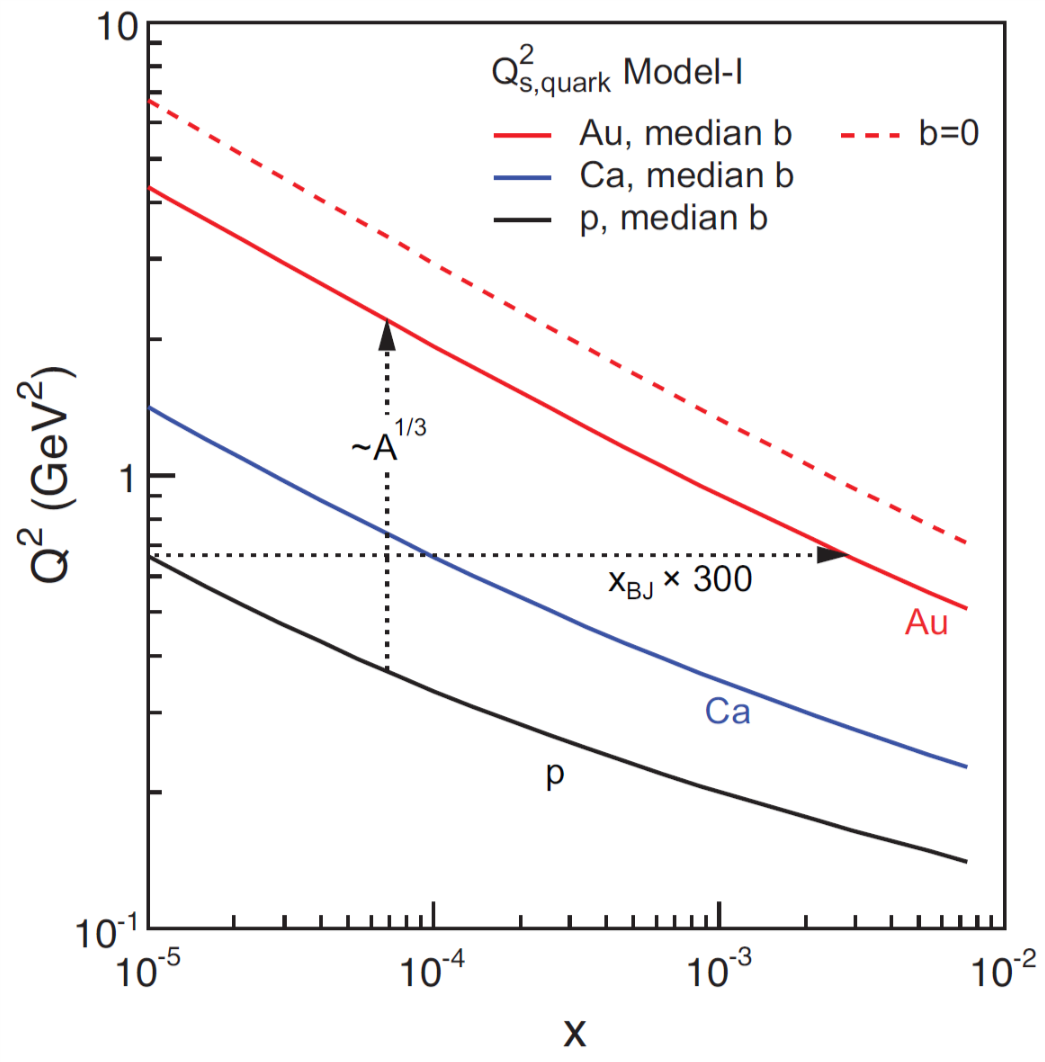 10
Q²s,quark Model-I
Au, median b
b=0
Ca, median b
p, median b
~A^1/3
1
Q² (GeV²)
xBJ × 300
Au
Ca
p
10^-1
10^-5
10^-4
10^-3
10^-2
x